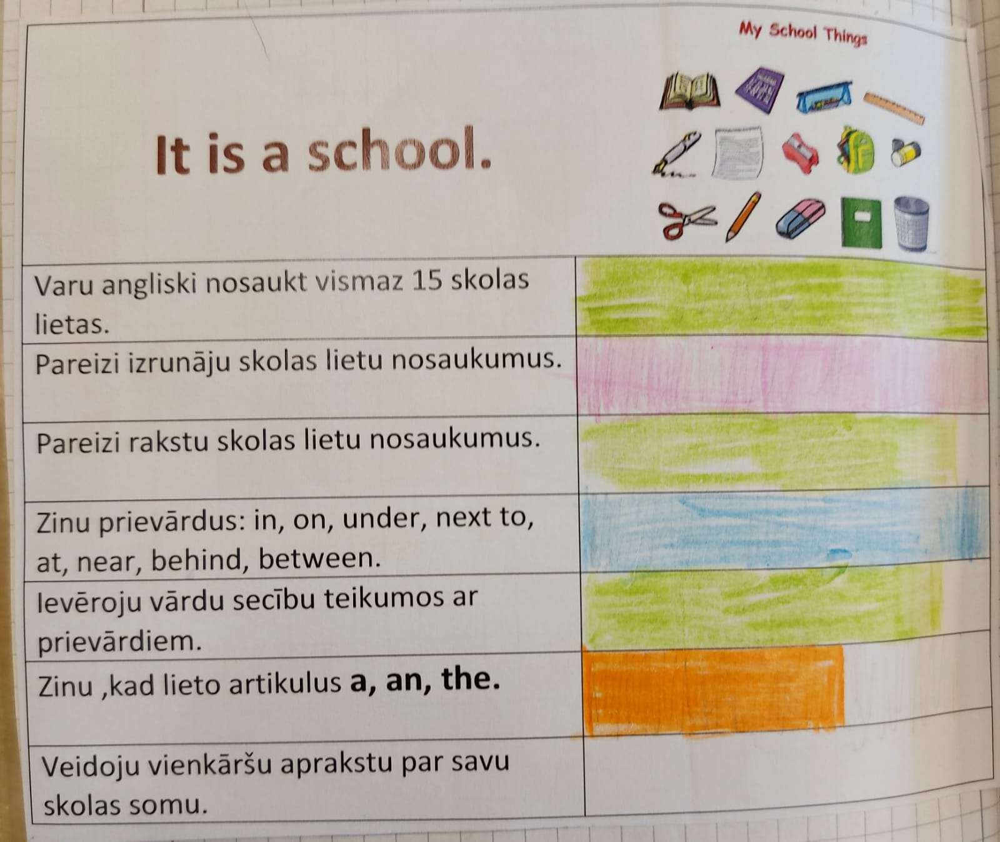 My School Things
It is a school.
Varu angliski nosaukt vismaz 15 skolas
lietas.
Pareizi izrunāju skolas lietu nosaukumus.
Pareizi rakstu skolas lietu nosaukumus.
Zinu prievārdus: in, on, under, next to,
at, near, behind, between.
Ievēroju vārdu secību teikumos ar
prievārdiem.
Zinu ,kad lieto artikulus a, an, the.
Veidoju vienkāršu aprakstu par savu
skolas somu.